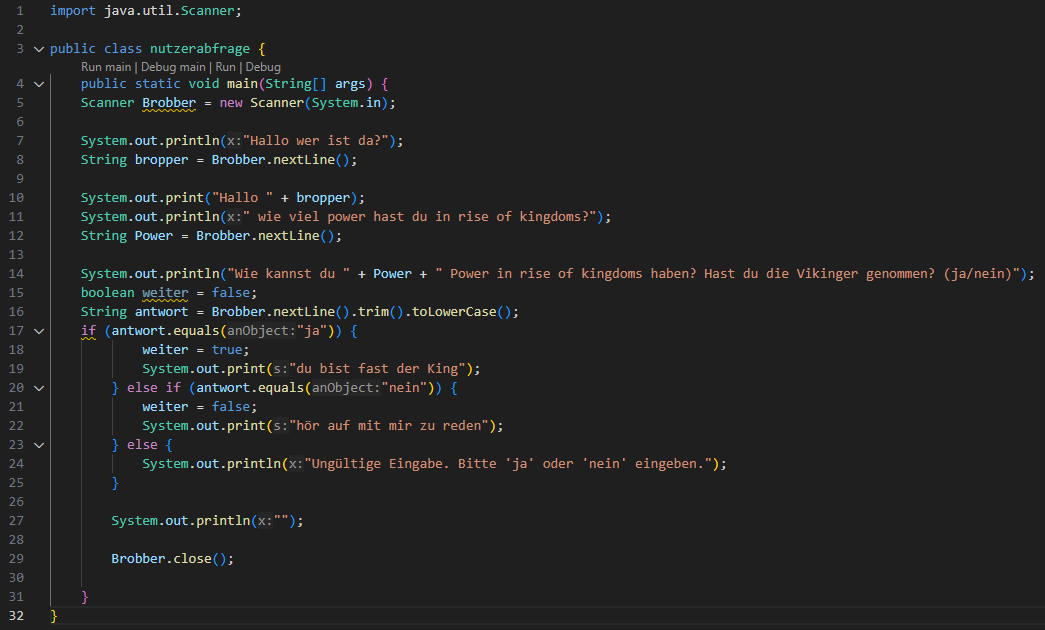 1 import java.util.Scanner;
2
3 public class nutzerabfrage {
Run main | Debug main | Run | Debug
4 public static void main(String[] args) {
5 Scanner Brobber = new Scanner(System.in);
6
7 System.out.println(x:"Hallo wer ist da?");
8 String bropper = Brobber.nextLine();
9
10 System.out.print("Hallo " + bropper);
11 System.out.println(x:" wie viel power hast du in rise of kingdoms?");
12 String Power = Brobber.nextLine();
13
14 System.out.println("Wie kannst du " + Power + " Power in rise of kingdoms haben? Hast du die Vikinger genommen? (ja/nein)");
15 boolean weiter = false;
16 String antwort = Brobber.nextLine().trim().toLowerCase();
17 if (antwort.equals(anObject:"ja")) {
18 weiter = true;
19 System.out.print(s:"du bist fast der King");
20 } else if (antwort.equals(anObject:"nein")) {
21 weiter = false;
22 System.out.print(s:"hör auf mit mir zu reden");
23 } else {
24 System.out.println(x:"Ungültige Eingabe. Bitte 'ja' oder 'nein' eingeben.");
25 }
26
27 System.out.println(x:"");
28
29 Brobber.close();
30
31 }
32 }